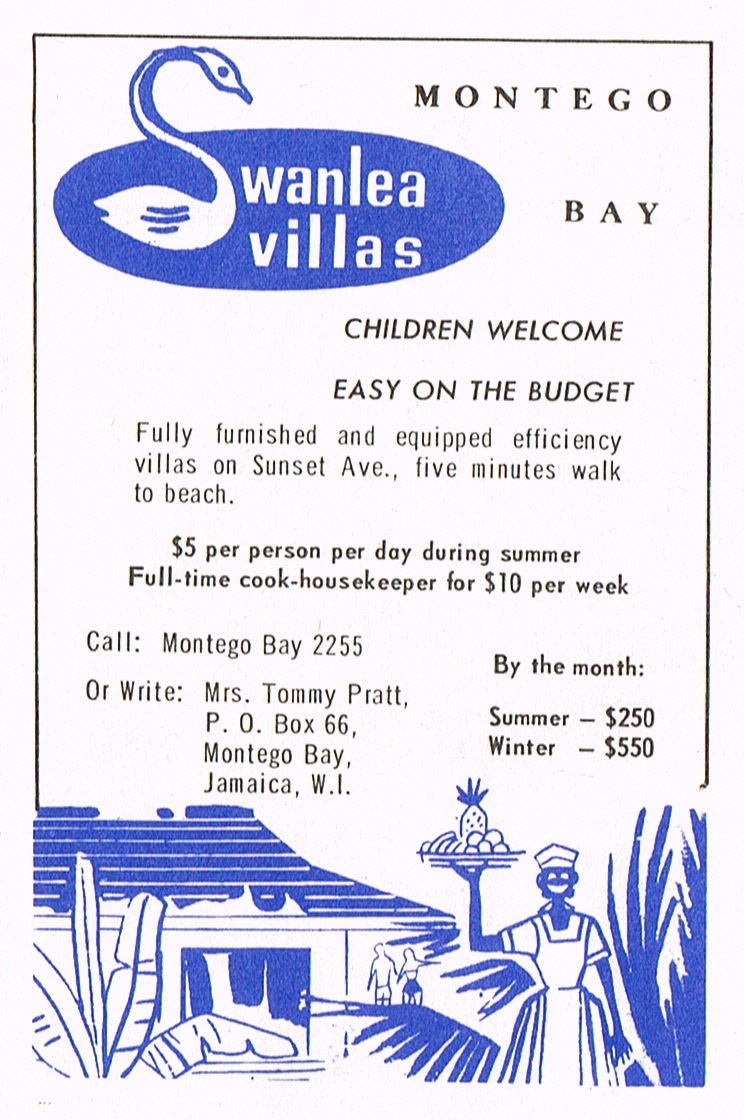 Swanlea
villas
MONTEGO
BAY
CHILDREN WELCOME
EASY ON THE BUDGET
Fully furnished and equipped efficiency
villas on Sunset Ave., five minutes walk
to beach.
$5 per person per day during summer
Full-time cook-housekeeper for $10 per week
Call: Montego Bay 2255
Or Write: Mrs. Tommy Pratt,
P. O. Box 66,
Montego Bay,
Jamaica, W.I.
By the month:
Summer – $250
Winter – $550